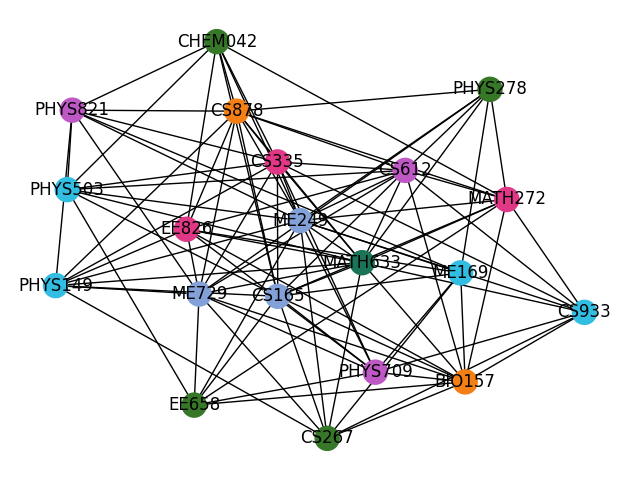 CHEM042
PHYS278
PHYS821
CS878
CS335
CS612
PHYS503
MATH272
ME249
EE826
MATH633
ME169
PHYS149
ME729
CS165
CS933
PHYS709
BIO157
EE658
CS267